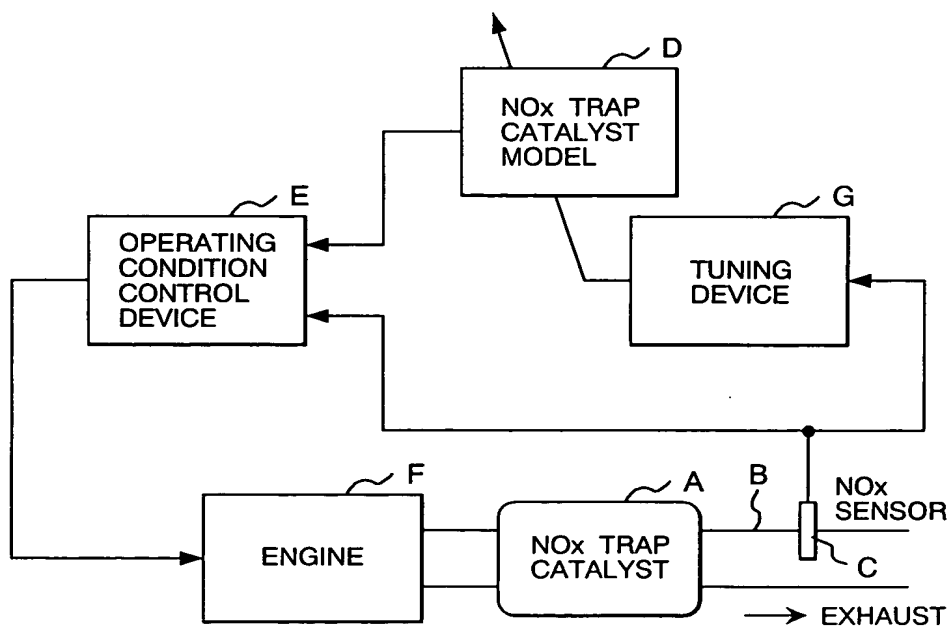 D
NOx TRAP
CATALYST
MODEL
E
G
OPERATING
CONDITION
CONTROL
DEVICE
TUNING
DEVICE
F
A
B
NOx
SENSOR
ENGINE
NOx TRAP
CATALYST
C
EXHAUST